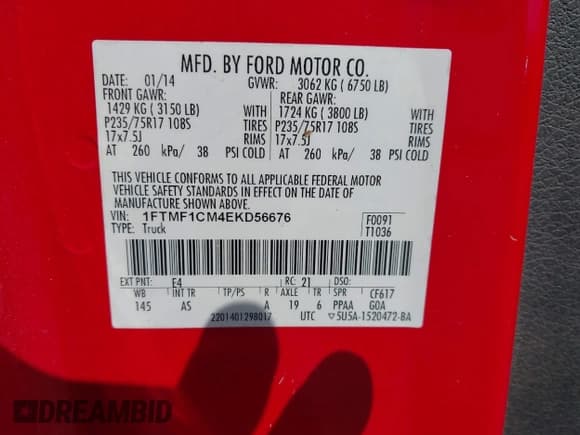 MFD. BY FORD MOTOR CO.
DATE: 01/14 GVWR: 3062 KG ( 6750 LB)
FRONT GAWR: REAR GAWR:
1429 KG ( 3150 LB) WITH 1724 KG ( 3800 LB) WITH
P235/75R17 108S TIRES P235/75R17 108S TIRES
17x7.5J RIMS 17x7.5J RIMS
AT 260 kPa/ 38 PSI COLD AT 260 kPa/ 38 PSI COLD
THIS VEHICLE CONFORMS TO ALL APPLICABLE FEDERAL MOTOR
VEHICLE SAFETY STANDARDS IN EFFECT ON THE DATE OF
MANUFACTURE SHOWN ABOVE.
VIN: 1FTMF1CM4EKD56676 F0091
TYPE: Truck T1036
EXT PNT: E4 RC: 21 DSO:
WB INT TR TP/PS R AXLE TR SPR CF617
145 AS A 19 6 PPAA GOA
2201401298017 UTC ▽5U5A-1520472-BA
DREAMBID